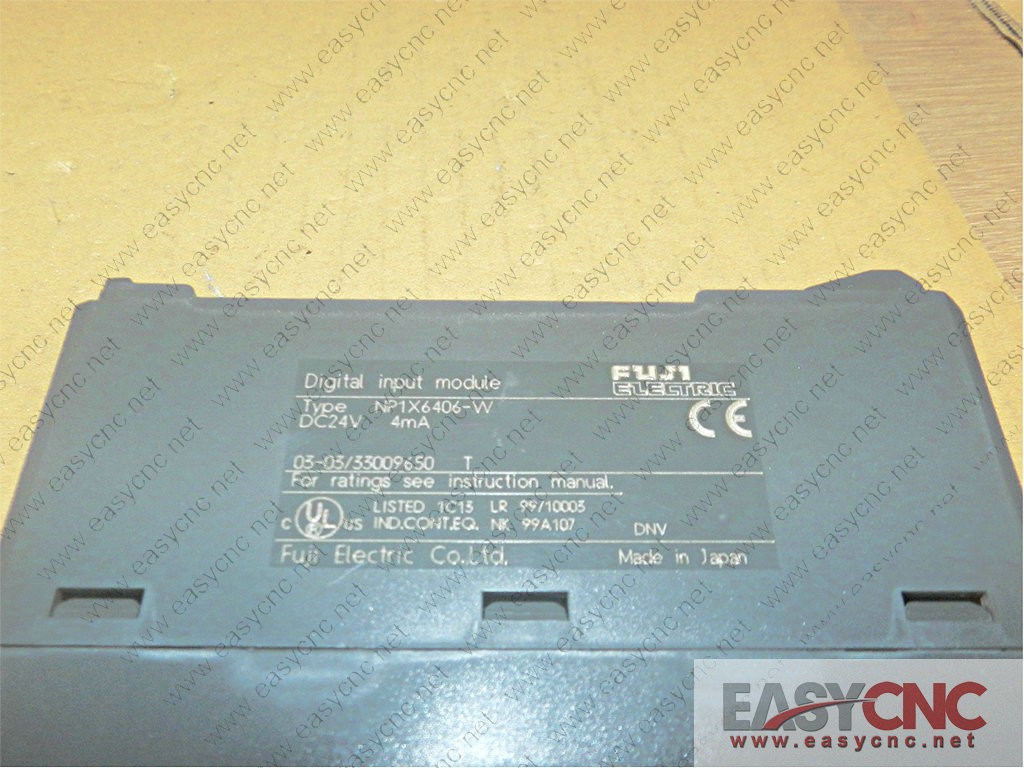 Digital input module
FUJI
ELECTRIC
Type NP1X6406-W
DC24V 4mA
CE
03-03/33009650 T
For ratings see instruction manual.
LISTED 1C13 LR 99/10003
C UL US IND.CONT.EQ. NK 99A107 DNV
Fuji Electric Co.Ltd.
Made in Japan
EASYCNC
www.easycnc.net